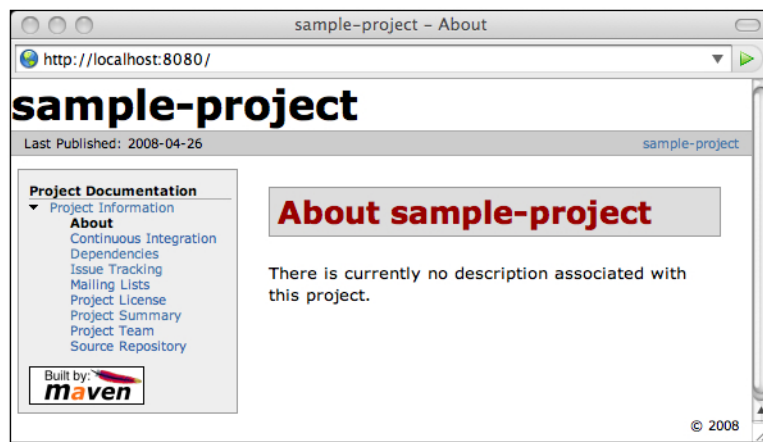 sample-project – About
http://localhost:8080/
sample-project
Last Published: 2008-04-26
sample-project
Project Documentation
Project Information
About
Continuous Integration
Dependencies
Issue Tracking
Mailing Lists
Project License
Project Summary
Project Team
Source Repository
Built by:
maven
About sample-project
There is currently no description associated with
this project.
© 2008